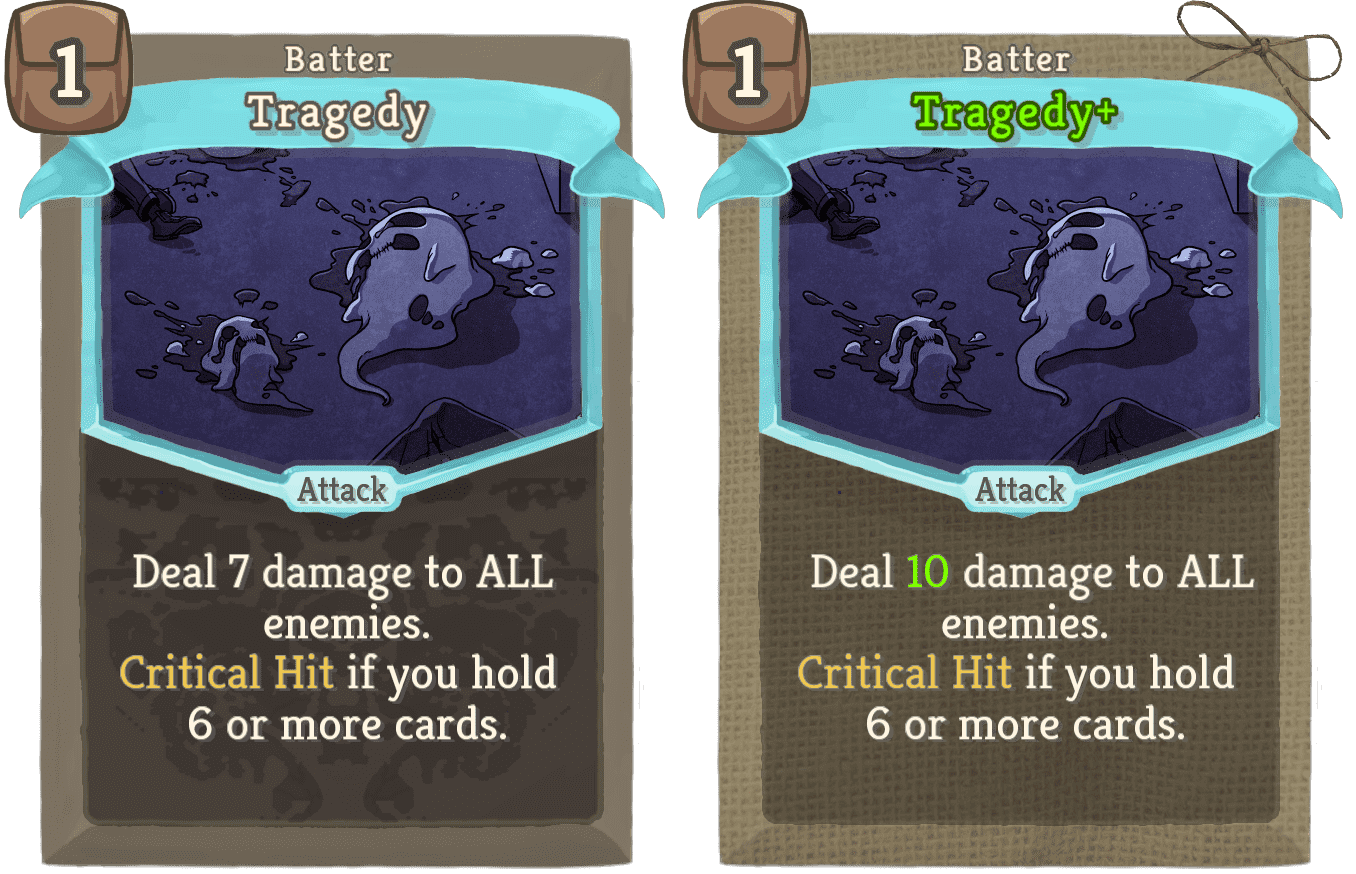 1
Batter
Tragedy
Attack
Deal 7 damage to ALL
enemies.
Critical Hit if you hold
6 or more cards.
1
Batter
Tragedy+
Attack
Deal 10 damage to ALL
enemies.
Critical Hit if you hold
6 or more cards.